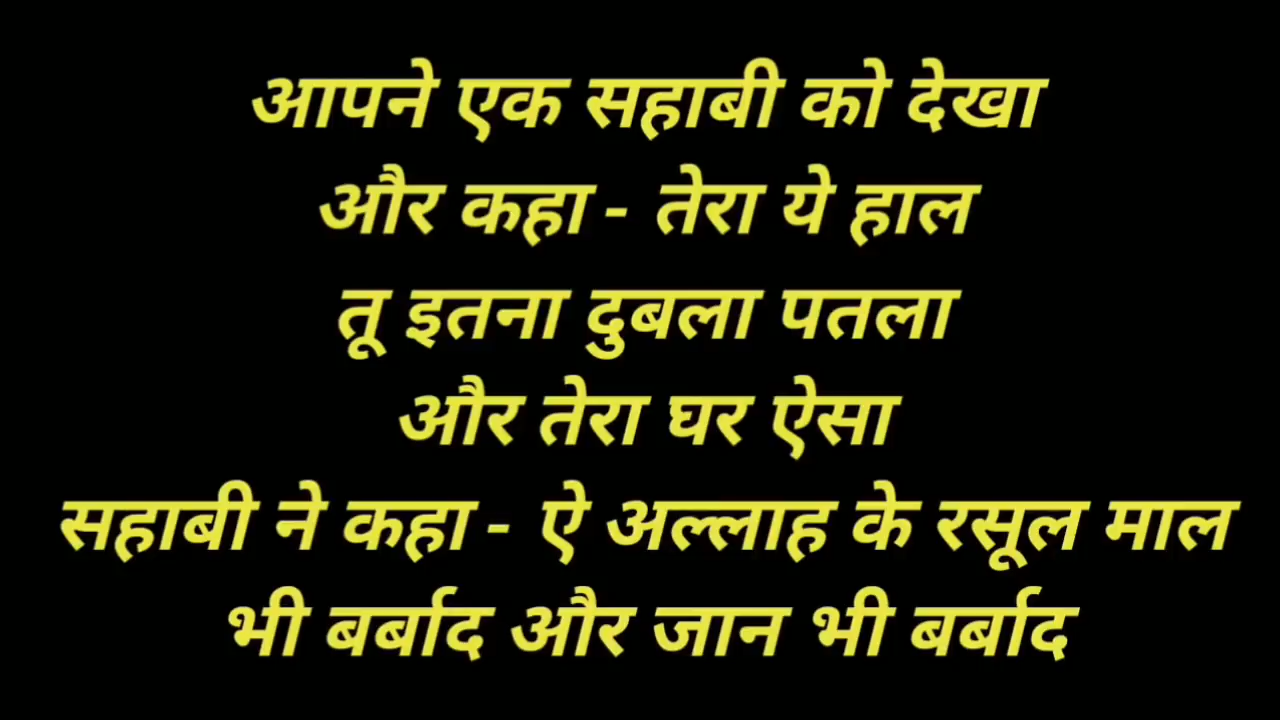 आपने एक सहाबी को देखा
और कहा - तेरा ये हाल
तू इतना दुबला पतला
और तेरा घर ऐसा
सहाबी ने कहा - ऐ अल्लाह के रसूल माल
भी बर्बाद और जान भी बर्बाद